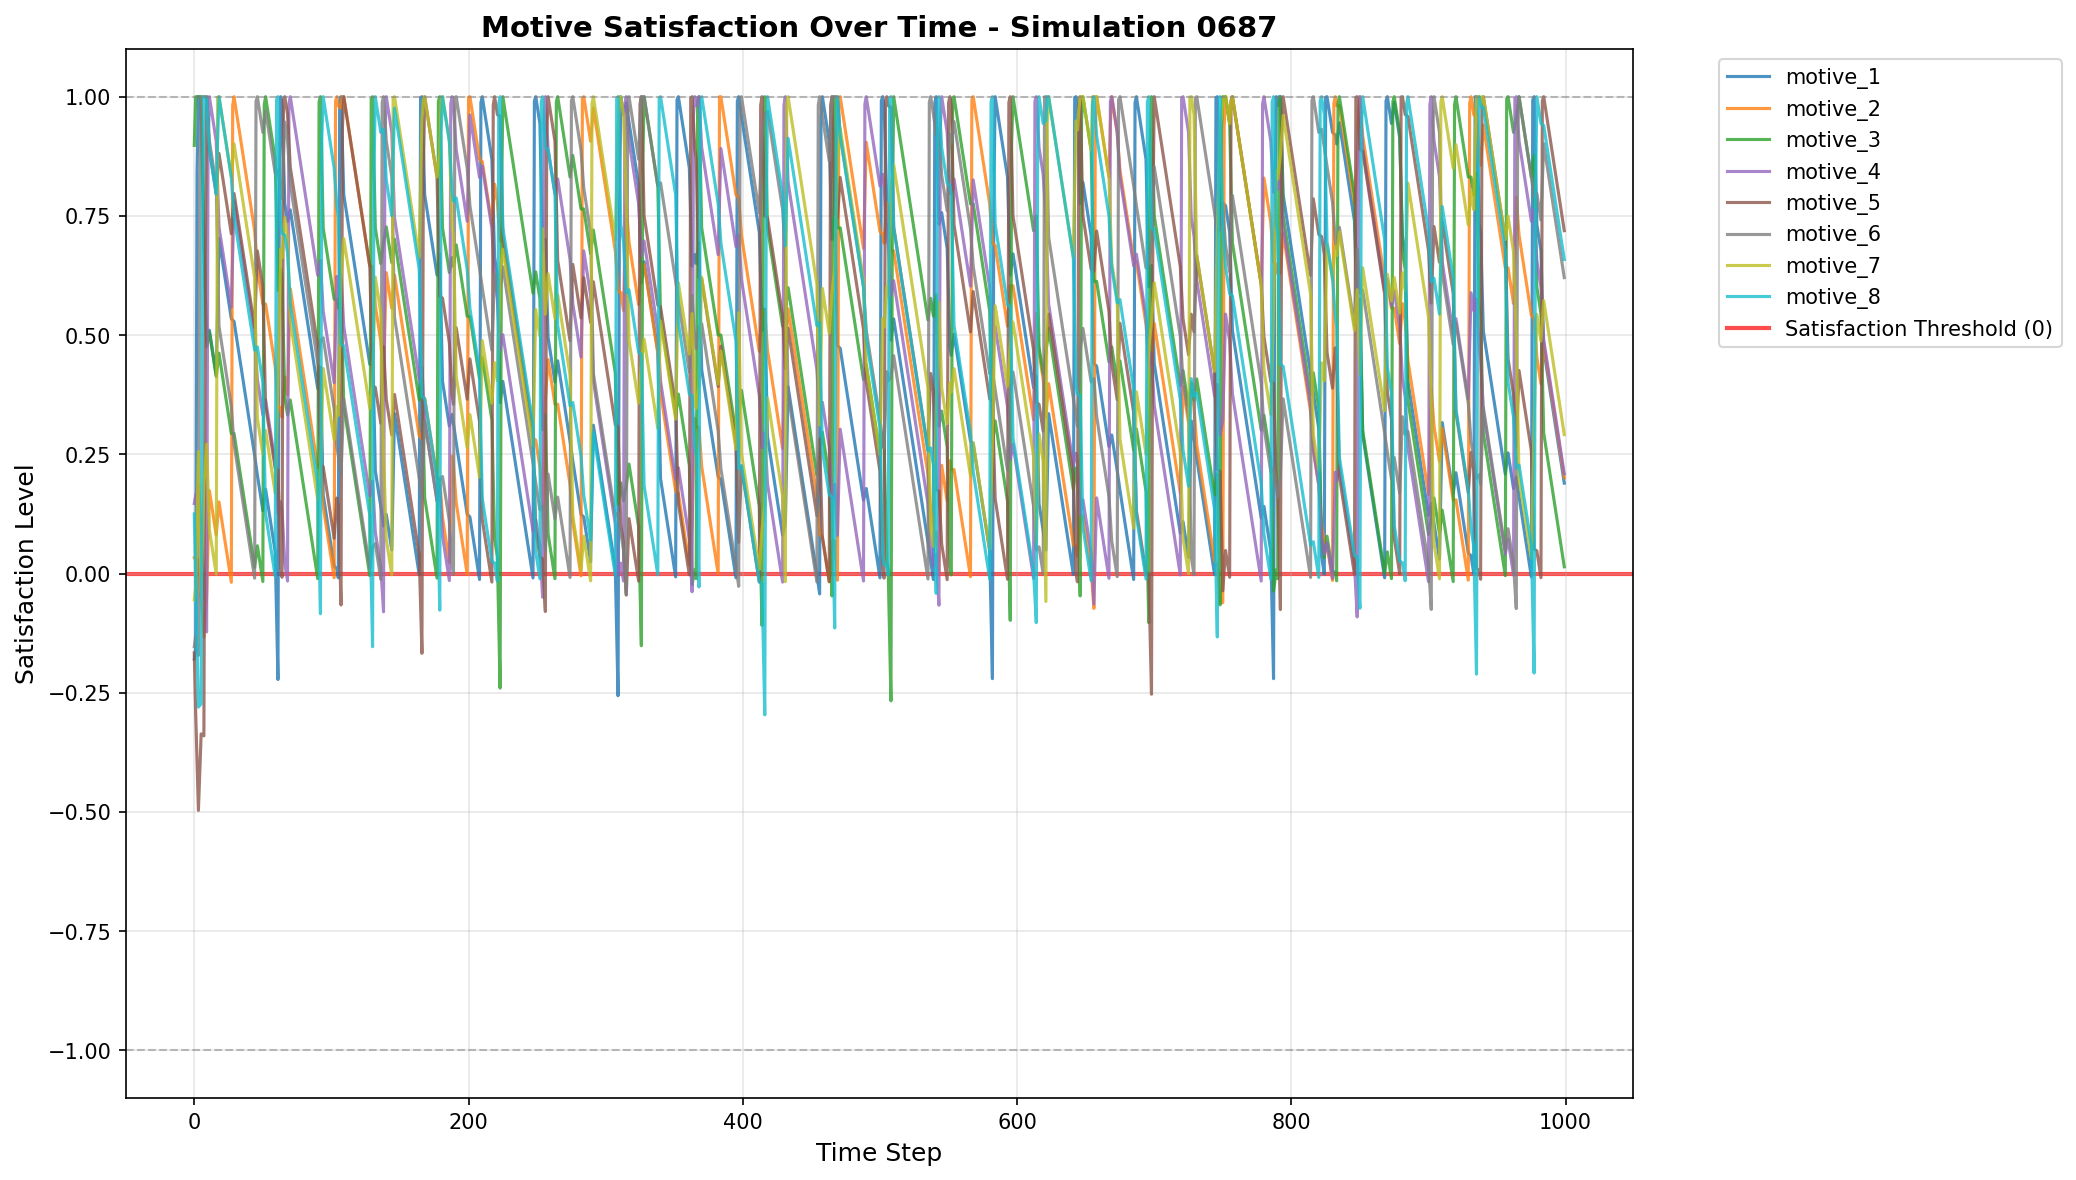 Motive Satisfaction Over Time - Simulation 0687
1.00
0.75
0.50
0.25
0.00
−0.25
−0.50
−0.75
−1.00
Satisfaction Level
0
200
400
600
800
1000
Time Step
motive_1
motive_2
motive_3
motive_4
motive_5
motive_6
motive_7
motive_8
Satisfaction Threshold (0)